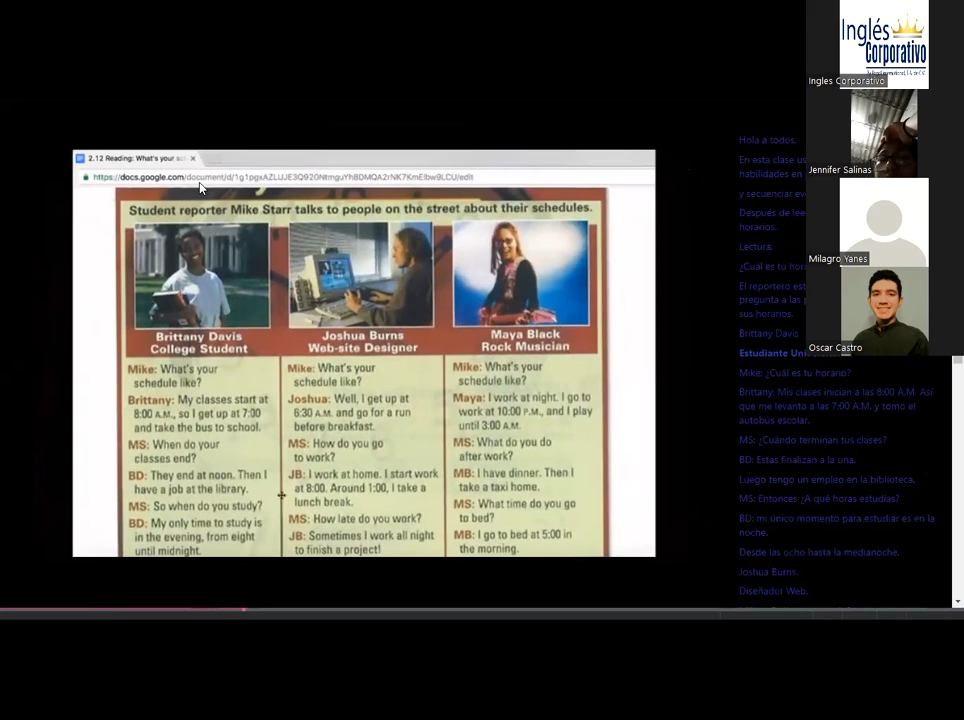 2.12 Reading: What's your
https://docs.google.com/document/d/
Student reporter Mike Starr talks to people on the street about their schedules.
Brittany Davis
College Student
Mike: What's your
schedule like?
Brittany: My classes start at
8:00 A.M., so I get up at 7:00
and take the bus to school.
MS: When do your
classes end?
BD: They end at noon. Then I
have a job at the library.
MS: So when do you study?
BD: My only time to study is
in the evening, from eight
until midnight.
Joshua Burns
Web-site Designer
Mike: What's your
schedule like?
Joshua: Well, I get up at
6:30 A.M. and go for a run
before breakfast.
MS: How do you go
to work?
JB: I work at home. I start work
at 8:00. Around 1:00, I take a
lunch break.
MS: How late do you work?
JB: Sometimes I work all night
to finish a project!
Maya Black
Rock Musician
Mike: What's your
schedule like?
Maya: I work at night. I go to
work at 10:00 P.M., and I play
until 3:00 A.M.
MS: What do you do
after work?
MB: I have dinner. Then I
take a taxi home.
MS: What time do you go
to bed?
MB: I go to bed at 5:00 in
the morning.
Hola a todos.
En esta clase us
habilidades en
y secuenciar ev
Después de lee
horarios.
Lectura.
¿Cuál es tu hor
El reportero est
pregunta a las
sus horarios.
Brittany Davis
Estudiante Uni
Mike: ¿Cuál es tu horario?
Brittany: Mis clases inician a las 8:00 A.M. Así
que me levanto a las 7:00 A.M. y tomo el
autobús escolar.
MS: ¿Cuándo terminan tus clases?
BD: Estas finalizan a la una.
Luego tengo un empleo en la biblioteca.
MS: Entonces ¿A qué horas estudias?
BD: mi único momento para estudiar es en la
noche.
Desde las ocho hasta la medianoche.
Joshua Burns.
Diseñador Web.
Inglés
Corporativo
Ingles Corporativo
Jennifer Salinas
Milagro Yanes
Oscar Castro